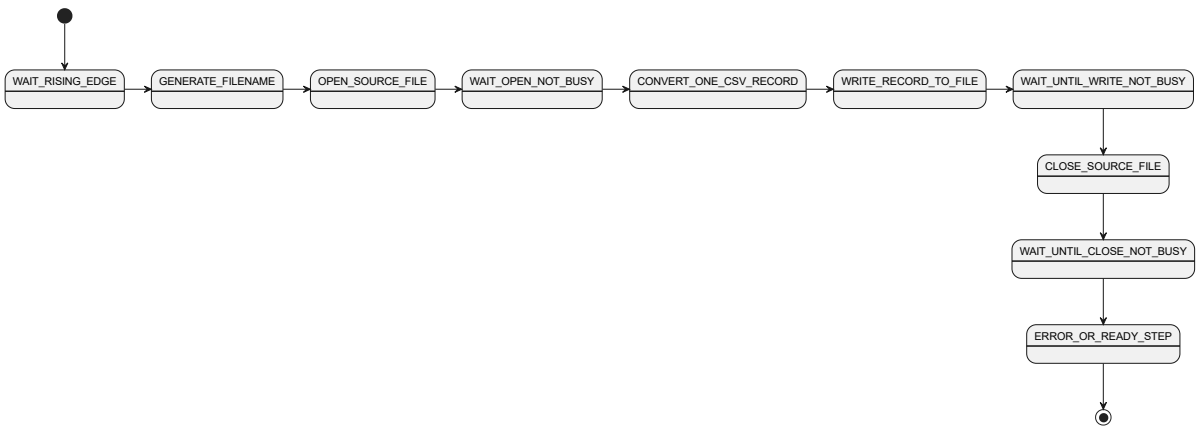 WAIT_RISING_EDGE
GENERATE_FILENAME
OPEN_SOURCE_FILE
WAIT_OPEN_NOT_BUSY
CONVERT_ONE_CSV_RECORD
WRITE_RECORD_TO_FILE
WAIT_UNTIL_WRITE_NOT_BUSY
CLOSE_SOURCE_FILE
WAIT_UNTIL_CLOSE_NOT_BUSY
ERROR_OR_READY_STEP